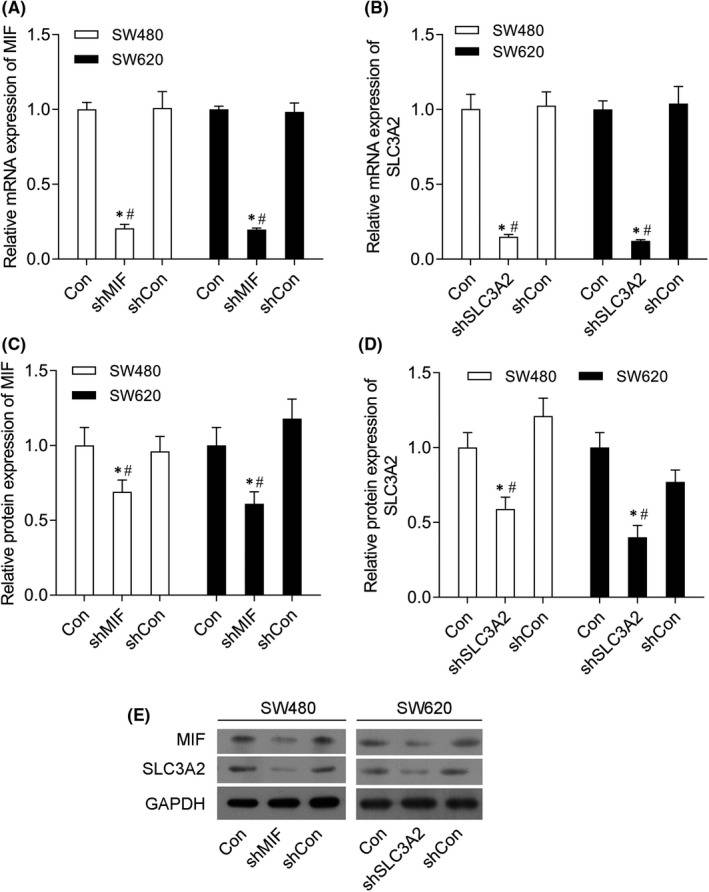 (A)
Relative mRNA expression of MIF
1.5
1.0
0.5
0.0
SW480
SW620
*#
*#
Con
shMIF
shCon
Con
shMIF
shCon
(B)
Relative mRNA expression of
SLC3A2
1.5
1.0
0.5
0.0
SW480
SW620
*#
*#
Con
shSLC3A2
shCon
Con
shSLC3A2
shCon
(C)
Relative protein expression of MIF
1.5
1.0
0.5
0.0
SW480
SW620
*#
*#
Con
shMIF
shCon
Con
shMIF
shCon
(D)
Relative protein expression of
SLC3A2
1.5
1.0
0.5
0.0
SW480 SW620
*#
*#
Con
shSLC3A2
shCon
Con
shSLC3A2
shCon
(E)
SW480 SW620
MIF
SLC3A2
GAPDH
Con
shMIF
shCon
Con
shSLC3A2
shCon